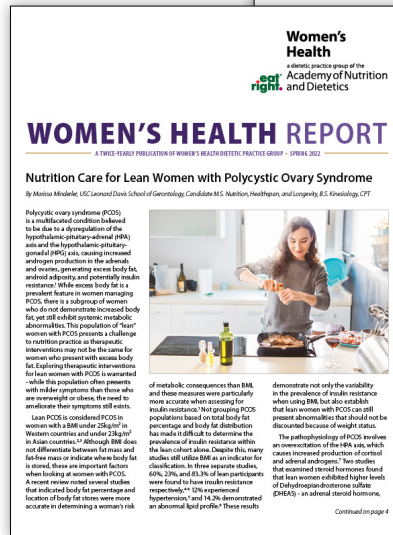 Women's
Health
a dietetic practice group of the
eat right. Academy of Nutrition
and Dietetics
WOMEN'S HEALTH REPORT
A TWICE-YEARLY PUBLICATION OF WOMEN'S HEALTH DIETETIC PRACTICE GROUP • SPRING 2022
Nutrition Care for Lean Women with Polycystic Ovary Syndrome
By Marissa Minderler, USC Leonard Davis School of Gerontology, Candidate M.S. Nutrition, Healthspan, and Longevity, B.S. Kinesiology, CPT
Polycystic ovary syndrome (PCOS)
is a multifaceted condition believed
to be due to a dysregulation of the
hypothalamic-pituitary-adrenal (HPA)
axis and the hypothalamic-pituitary-
gonadal (HPG) axis, causing increased
androgen production in the adrenals
and ovaries, generating excess body fat,
android adiposity, and potentially insulin
resistance.¹ While excess body fat is a
prevalent feature in women managing
PCOS, there is a subgroup of women
who do not demonstrate increased body
fat, yet still exhibit systemic metabolic
abnormalities. This population of "lean"
women with PCOS presents a challenge
to nutrition practice as therapeutic
interventions may not be the same for
women who present with excess body
fat. Exploring therapeutic interventions
for lean women with PCOS is warranted
- while this population often presents
with milder symptoms than those who
are overweight or obese, the need to
ameliorate their symptoms still exists.
Lean PCOS is considered PCOS in
women with a BMI under 25kg/m² in
Western countries and under 23kg/m²
in Asian countries.²,³ Although BMI does
not differentiate between fat mass and
fat-free mass or indicate where body fat
is stored, these are important factors
when looking at women with PCOS.
A recent review noted several studies
that indicated body fat percentage and
location of body fat stores were more
accurate in determining a woman's risk
of metabolic consequences than BMI,
and these measures were particularly
more accurate when assessing for
insulin resistance.³ Not grouping PCOS
populations based on total body fat
percentage and body fat distribution
has made it difficult to determine the
prevalence of insulin resistance within
the lean cohort alone. Despite this, many
studies still utilize BMI as an indicator for
classification. In three separate studies,
60%, 23%, and 83.3% of lean participants
were found to have insulin resistance
respectively,⁴⁻⁶ 12% experienced
hypertension,⁵ and 14.2% demonstrated
an abnormal lipid profile.⁶ These results
demonstrate not only the variability
in the prevalence of insulin resistance
when using BMI, but also establish
that lean women with PCOS can still
present abnormalities that should not be
discounted because of weight status.
The pathophysiology of PCOS involves
an overexcitation of the HPA axis, which
causes increased production of cortisol
and adrenal androgens.⁷ Two studies
that examined steroid hormones found
that lean women exhibited higher levels
of Dehydroepiandrosterone sulfate
(DHEAS) - an adrenal steroid hormone,
Continued on page 4